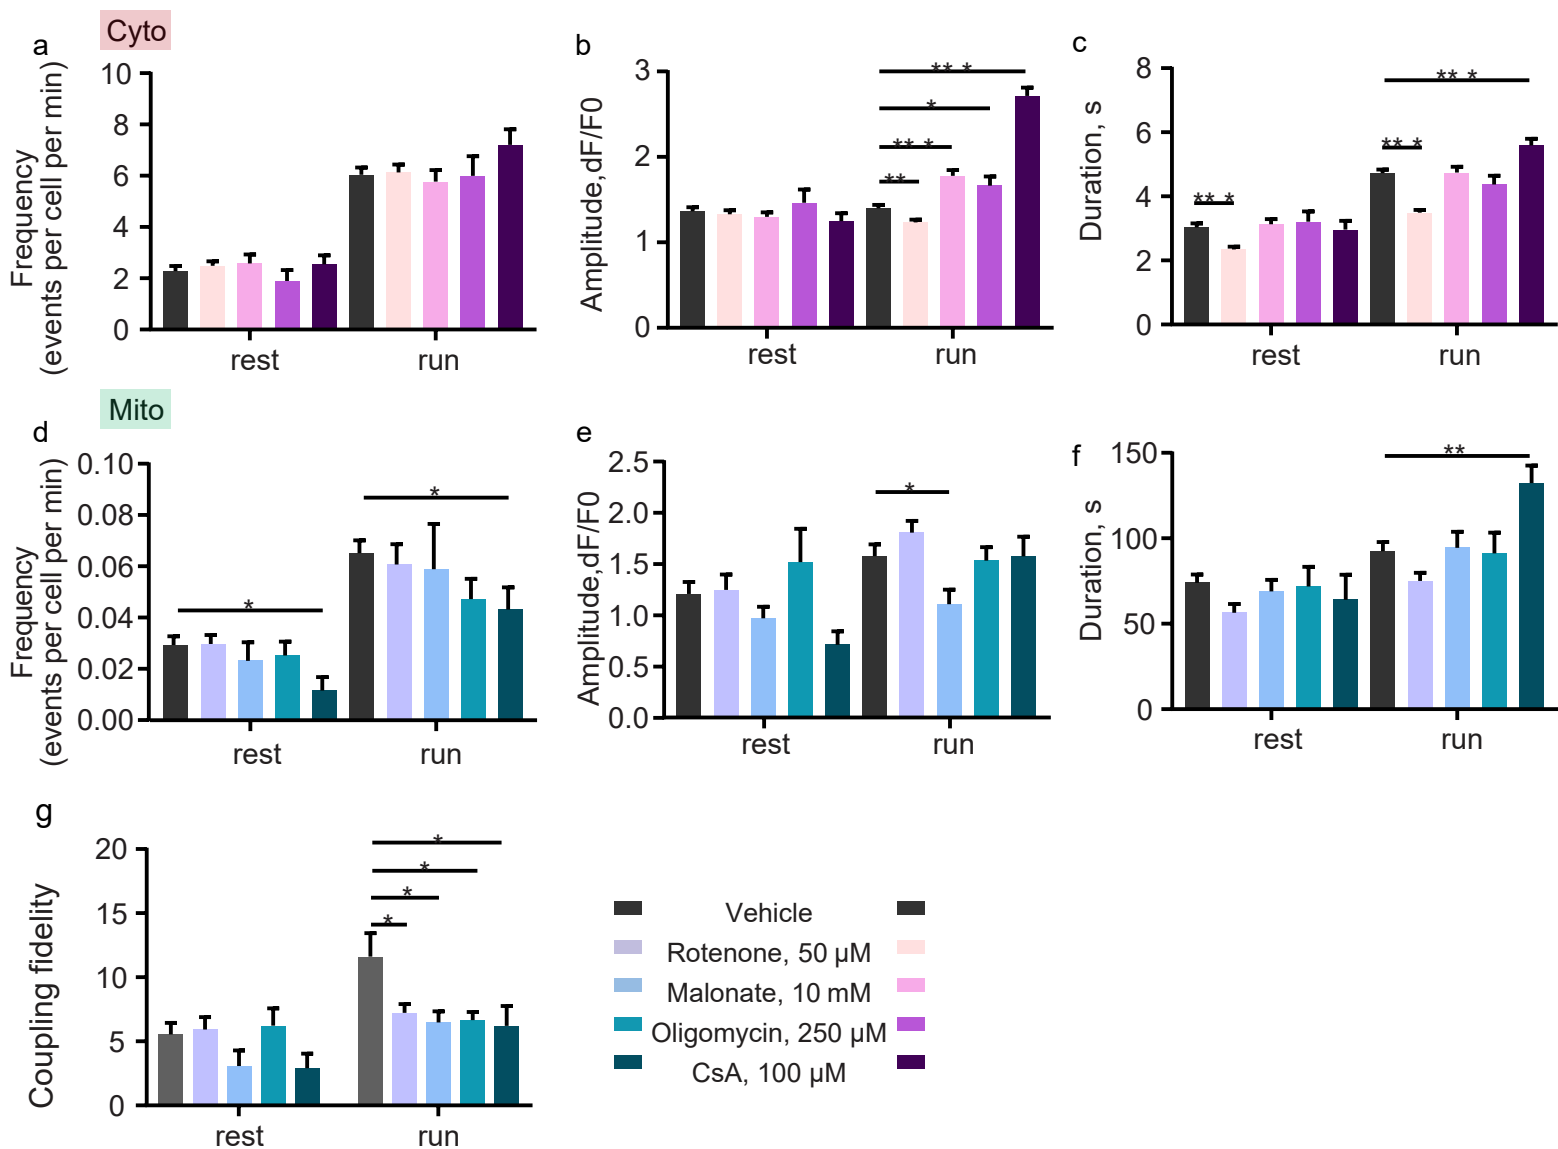 Cyto
a
Frequency
(events per cell per min)
10
8
6
4
2
0
rest run
b
Amplitude,dF/F0
3
2
1
0
** *
*
** *
**
rest run
c
Duration, s
8
6
4
2
0
** *
** *
** *
rest run
Mito
d
Frequency
(events per cell per min)
0.10
0.08
0.06
0.04
0.02
0.00
*
*
rest run
e
Amplitude,dF/F0
2.5
2.0
1.5
1.0
0.5
0.0
*
rest run
f
Duration, s
150
100
50
0
**
rest run
g
Coupling fidelity
20
15
10
5
0
*
*
*
*
rest run
Vehicle
Rotenone, 50 µM
Malonate, 10 mM
Oligomycin, 250 µM
CsA, 100 µM